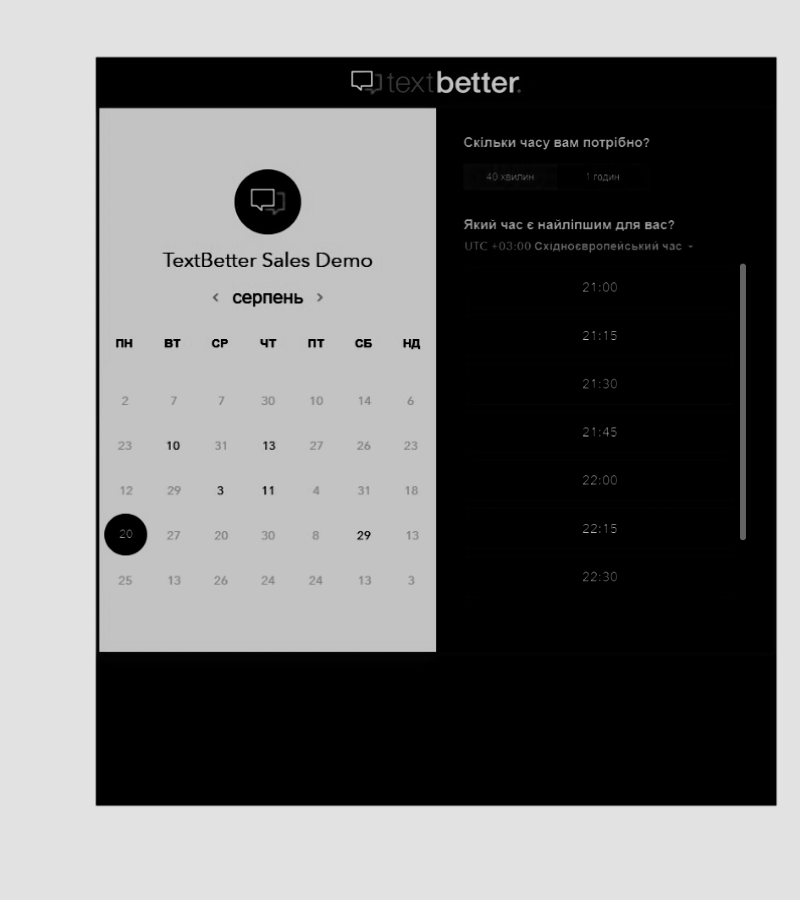 textbetter.
TextBetter Sales Demo
‹ серпень ›
ПН ВТ СР ЧТ ПТ СБ НД
2 7 7 30 10 14 6
23 10 31 13 27 26 23
12 29 3 11 4 31 18
20 27 20 30 8 29 13
25 13 26 24 24 13 3
Скільки часу вам потрібно?
40 хвилин 1 годин
Який час є найліпшим для вас?
UTC +03:00 Східноєвропейський час
21:00
21:15
21:30
21:45
22:00
22:15
22:30